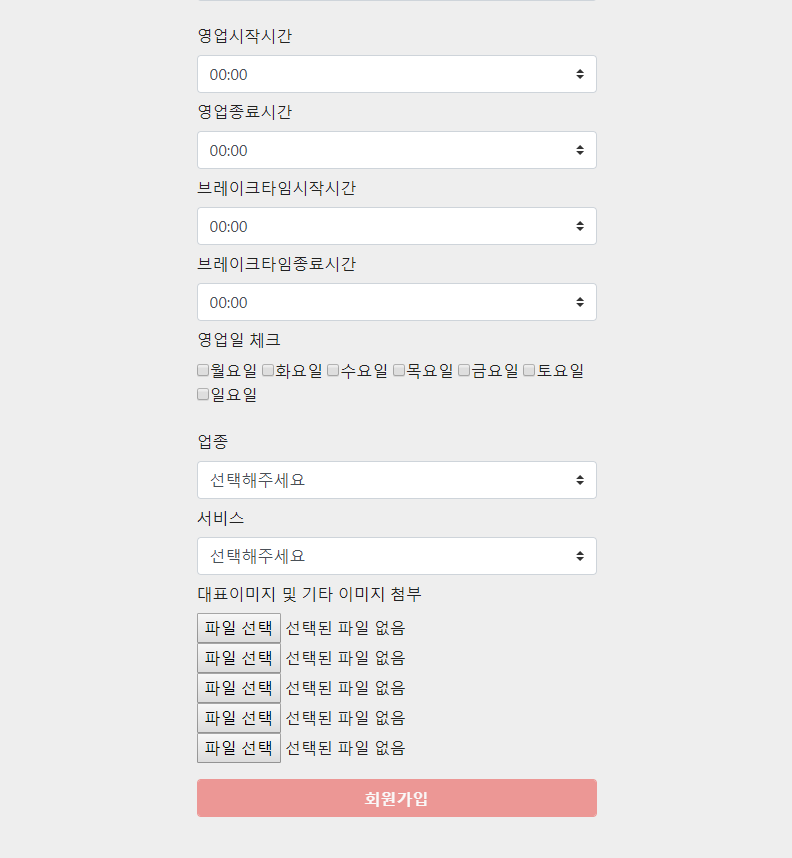 영업시작시간
00:00
영업종료시간
00:00
브레이크타임시작시간
00:00
브레이크타임종료시간
00:00
영업일 체크
월요일 화요일 수요일 목요일 금요일 토요일
일요일
업종
선택해주세요
서비스
선택해주세요
대표이미지 및 기타 이미지 첨부
파일 선택 선택된 파일 없음
파일 선택 선택된 파일 없음
파일 선택 선택된 파일 없음
파일 선택 선택된 파일 없음
파일 선택 선택된 파일 없음
회원가입